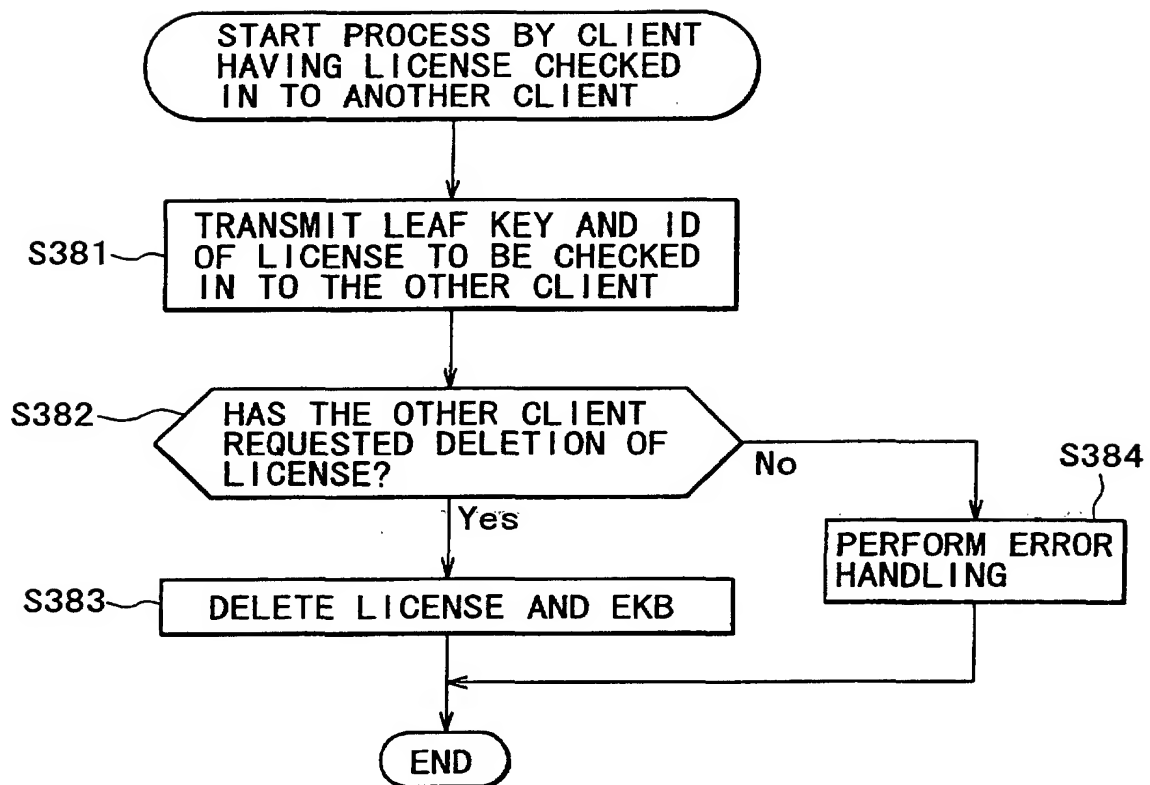 START PROCESS BY CLIENT
HAVING LICENSE CHECKED
IN TO ANOTHER CLIENT
S381
TRANSMIT LEAF KEY AND ID
OF LICENSE TO BE CHECKED
IN TO THE OTHER CLIENT
S382
HAS THE OTHER CLIENT
REQUESTED DELETION OF
LICENSE?
No
S384
Yes
PERFORM ERROR
HANDLING
S383
DELETE LICENSE AND EKB
END